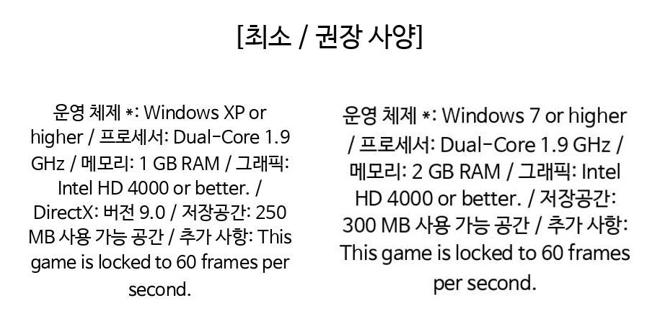 [최소 / 권장 사양]
운영 체제 *: Windows XP or
higher / 프로세서: Dual-Core 1.9
GHz / 메모리: 1 GB RAM / 그래픽:
Intel HD 4000 or better. /
DirectX: 버전 9.0 / 저장공간: 250
MB 사용 가능 공간 / 추가 사항: This
game is locked to 60 frames per
second.
운영 체제 *: Windows 7 or higher
/ 프로세서: Dual-Core 1.9 GHz /
메모리: 2 GB RAM / 그래픽: Intel
HD 4000 or better. / 저장공간:
300 MB 사용 가능 공간 / 추가 사항:
This game is locked to 60 frames
per second.